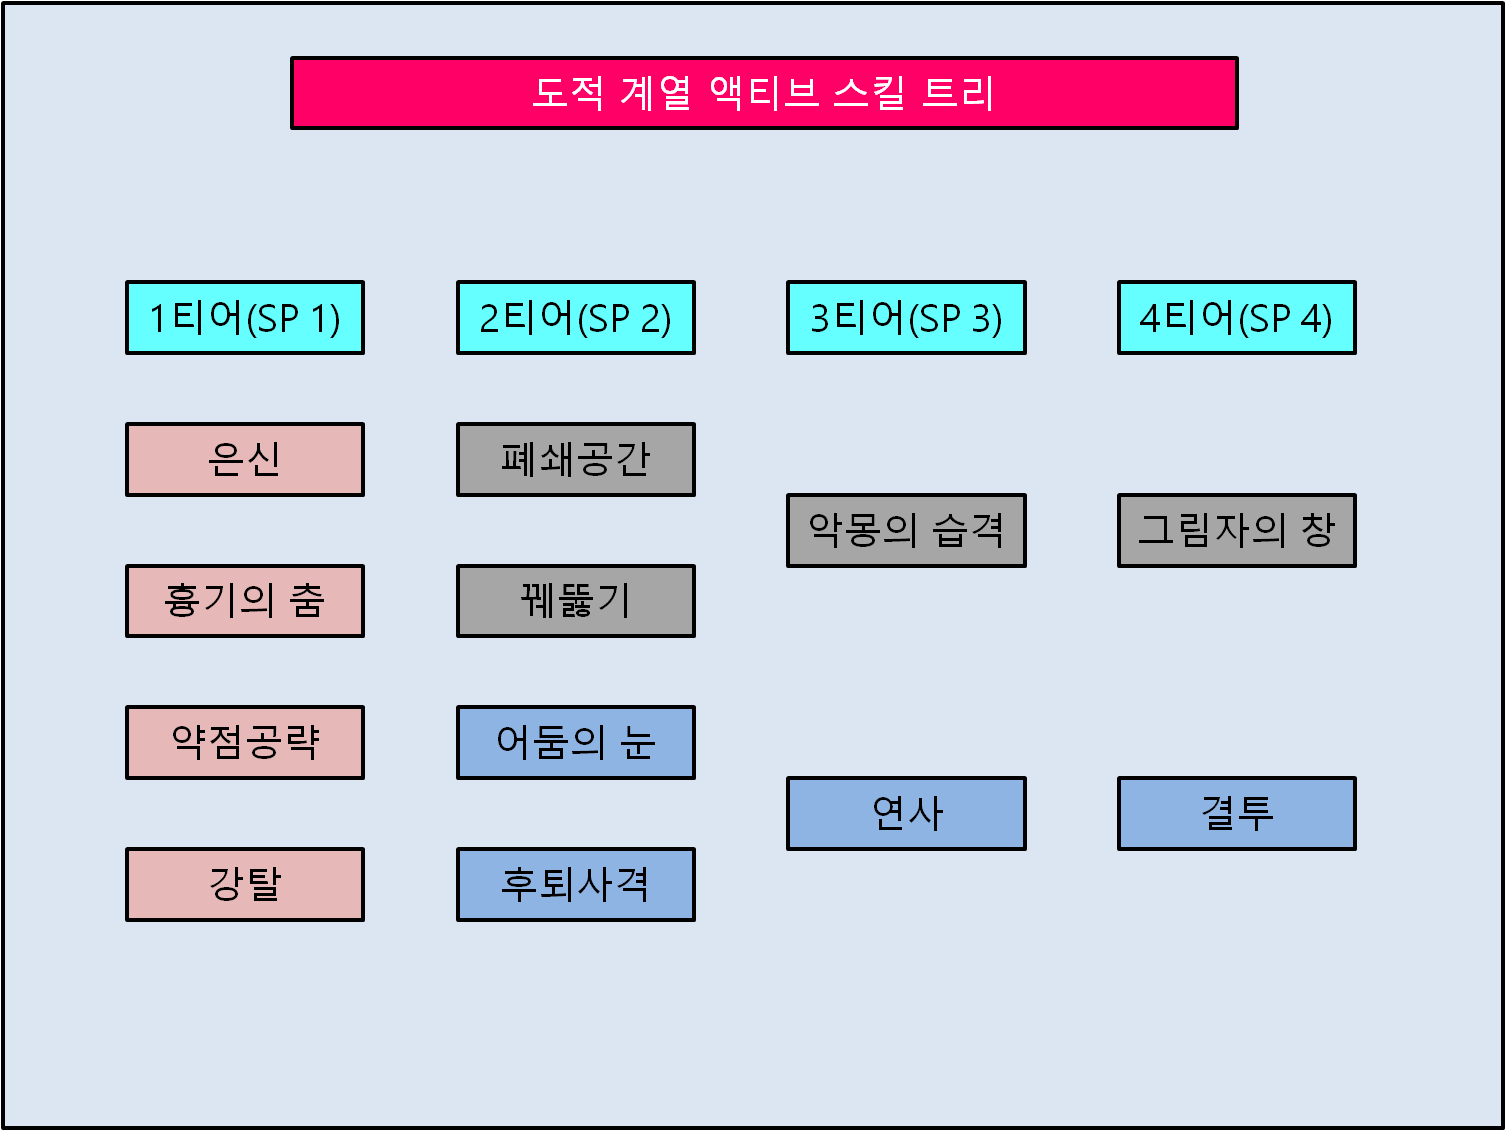 도적 계열 액티브 스킬 트리
1티어(SP 1)
2티어(SP 2)
3티어(SP 3)
4티어(SP 4)
은신
폐쇄공간
악몽의 습격
그림자의 창
흉기의 춤
꿰뚫기
약점공략
어둠의 눈
연사
결투
강탈
후퇴사격